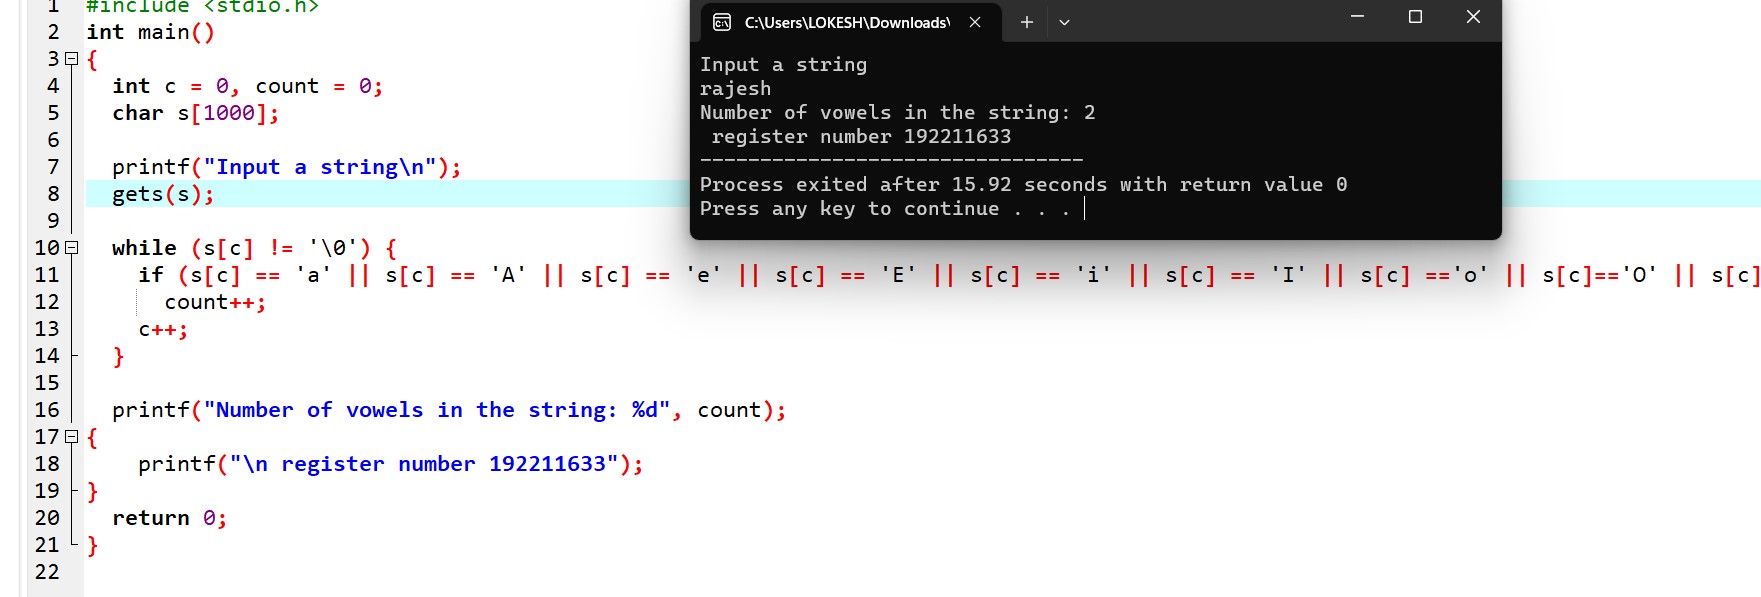 1 #include <stdio.h>
2 int main()
3 {
4 int c = 0, count = 0;
5 char s[1000];
6
7 printf("Input a string\n");
8 gets(s);
9
10 while (s[c] != '\0') {
11 if (s[c] == 'a' || s[c] == 'A' || s[c] == 'e' || s[c] == 'E' || s[c] == 'i' || s[c] == 'I' || s[c] =='o' || s[c]=='O' || s[c]
12 count++;
13 c++;
14 }
15
16 printf("Number of vowels in the string: %d", count);
17 {
18 printf("\n register number 192211633");
19 }
20 return 0;
21 }
22
C:\Users\LOKESH\Downloads\
Input a string
rajesh
Number of vowels in the string: 2
register number 192211633
--------------------------------
Process exited after 15.92 seconds with return value 0
Press any key to continue . . .